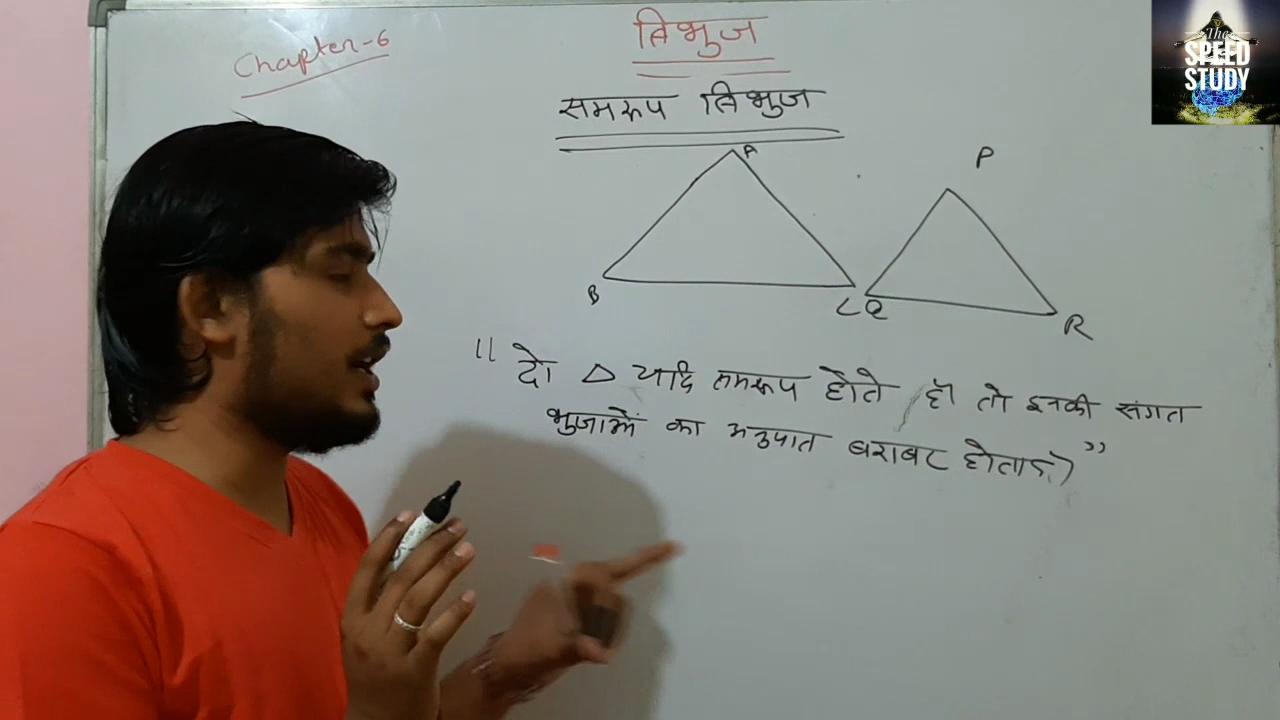 Chapter-6
त्रिभुज
समरूप त्रिभुज
A
P
B
C
Q
R
" दो △ यदि समरूप होते है तो इनकी संगत
भुजाओं का अनुपात बराबर होता है "
The
SPEED
STUDY